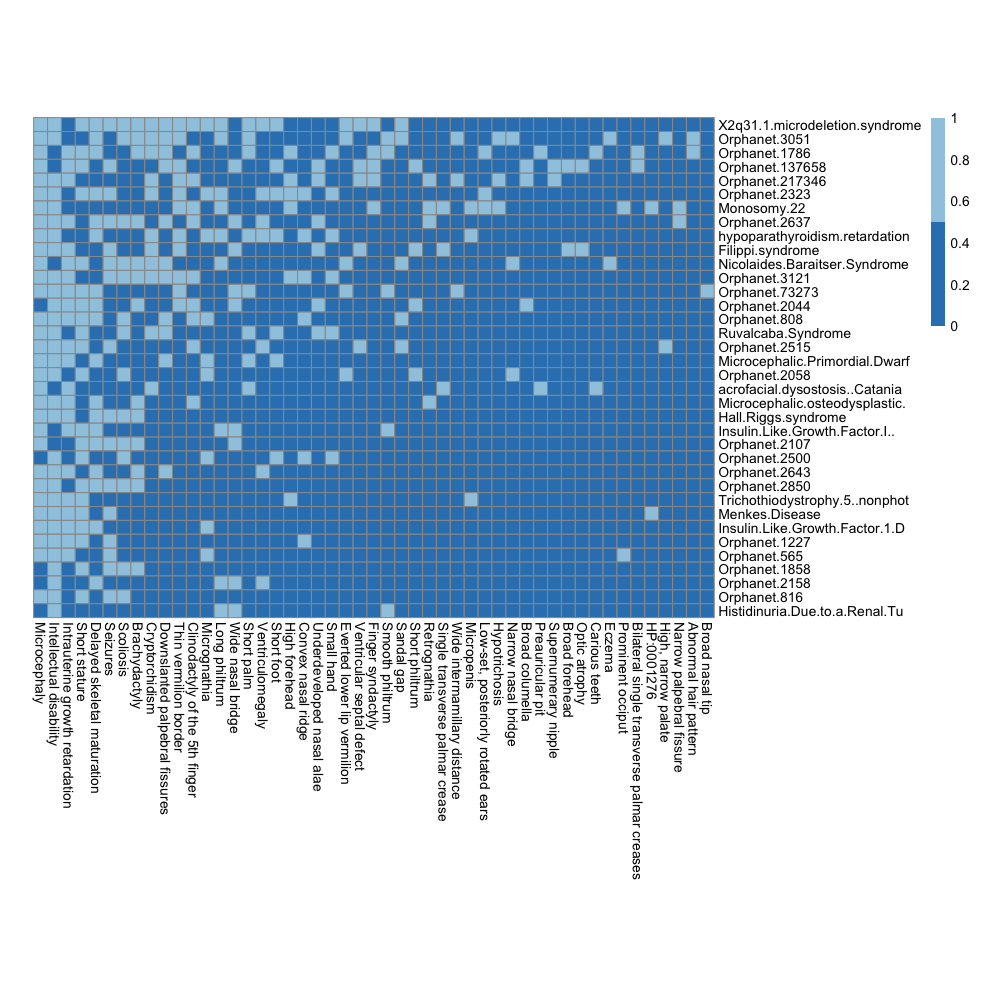 X2q31.1.microdeletion.syndrome
Orphanet.3051
Orphanet.1786
Orphanet.137658
Orphanet.217346
Orphanet.2323
Monosomy.22
Orphanet.2637
hypoparathyroidism.retardation
Filippi.syndrome
Nicolaides.Baraitser.Syndrome
Orphanet.3121
Orphanet.73273
Orphanet.2044
Orphanet.808
Ruvalcaba.Syndrome
Orphanet.2515
Microcephalic.Primordial.Dwarf
Orphanet.2058
acrofacial.dysostosis..Catania
Microcephalic.osteodysplastic.
Hall.Riggs.syndrome
Insulin.Like.Growth.Factor.I..
Orphanet.2107
Orphanet.2500
Orphanet.2643
Orphanet.2850
Trichothiodystrophy.5..nonphot
Menkes.Disease
Insulin.Like.Growth.Factor.1.D
Orphanet.1227
Orphanet.565
Orphanet.1858
Orphanet.2158
Orphanet.816
Histidinuria.Due.to.a.Renal.Tu
1
0.8
0.6
0.4
0.2
0
Microcephaly
Intellectual disability
Intrauterine growth retardation
Short stature
Delayed skeletal maturation
Seizures
Scoliosis
Brachydactyly
Cryptorchidism
Downslanted palpebral fissures
Thin vermilion border
Clinodactyly of the 5th finger
Micrognathia
Long philtrum
Wide nasal bridge
Short palm
Ventriculomegaly
Short foot
High forehead
Convex nasal ridge
Underdeveloped nasal alae
Small hand
Everted lower lip vermilion
Ventricular septal defect
Finger syndactyly
Smooth philtrum
Sandal gap
Short philtrum
Retrognathia
Single transverse palmar crease
Wide intermamillary distance
Micropenis
Low-set, posteriorly rotated ears
Hypotrichosis
Narrow nasal bridge
Broad columella
Preauricular pit
Supernumerary nipple
Broad forehead
Optic atrophy
Carious teeth
Bilateral single transverse palmar creases
Eczema
Prominent occiput
HP:0001276
High, narrow palate
Narrow palpebral fissure
Abnormal hair pattern
Broad nasal tip